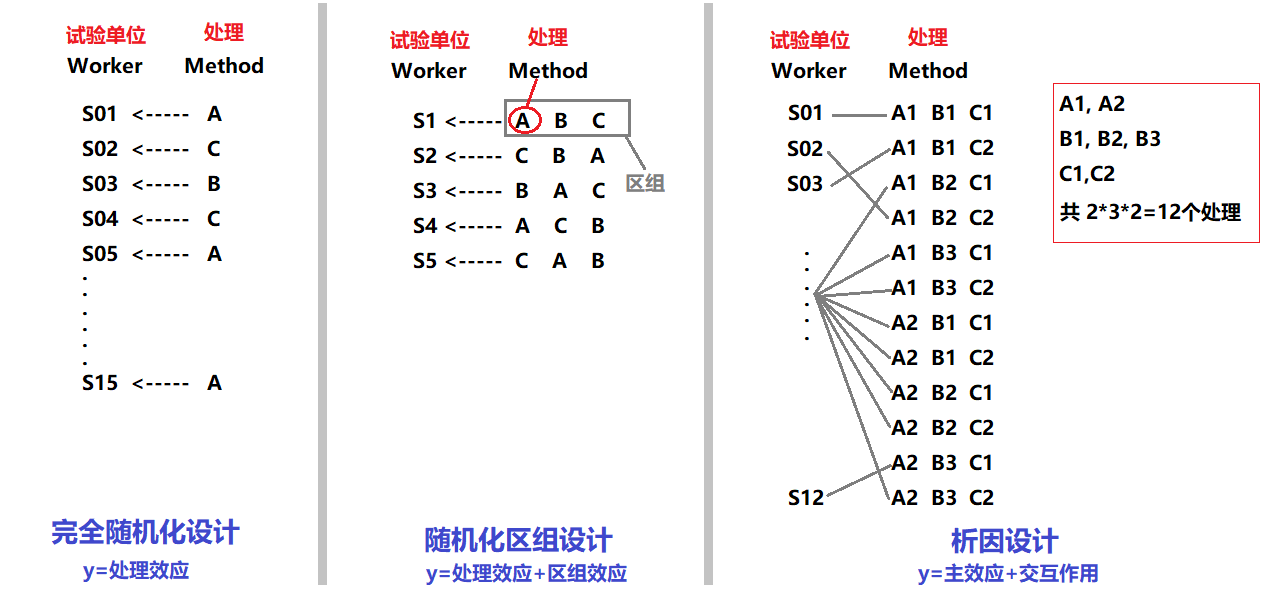 试验单位 处理
Worker Method
S01 <----- A
S02 <----- C
S03 <----- B
S04 <----- C
S05 <----- A
S15 <----- A
完全随机化设计
y=处理效应
试验单位 处理
Worker Method
S1 <----- A B C
S2 <----- C B A
S3 <----- B A C
S4 <----- A C B
S5 <----- C A B
区组
随机化区组设计
y=处理效应+区组效应
试验单位 处理
Worker Method
S01 A1 B1 C1
S02 A1 B1 C2
S03 A1 B2 C1
A1 B2 C2
A1 B3 C1
A1 B3 C2
A2 B1 C1
A2 B1 C2
A2 B2 C1
A2 B2 C2
A2 B3 C1
S12 A2 B3 C2
析因设计
y=主效应+交互作用
A1, A2
B1, B2, B3
C1,C2
共 2*3*2=12个处理